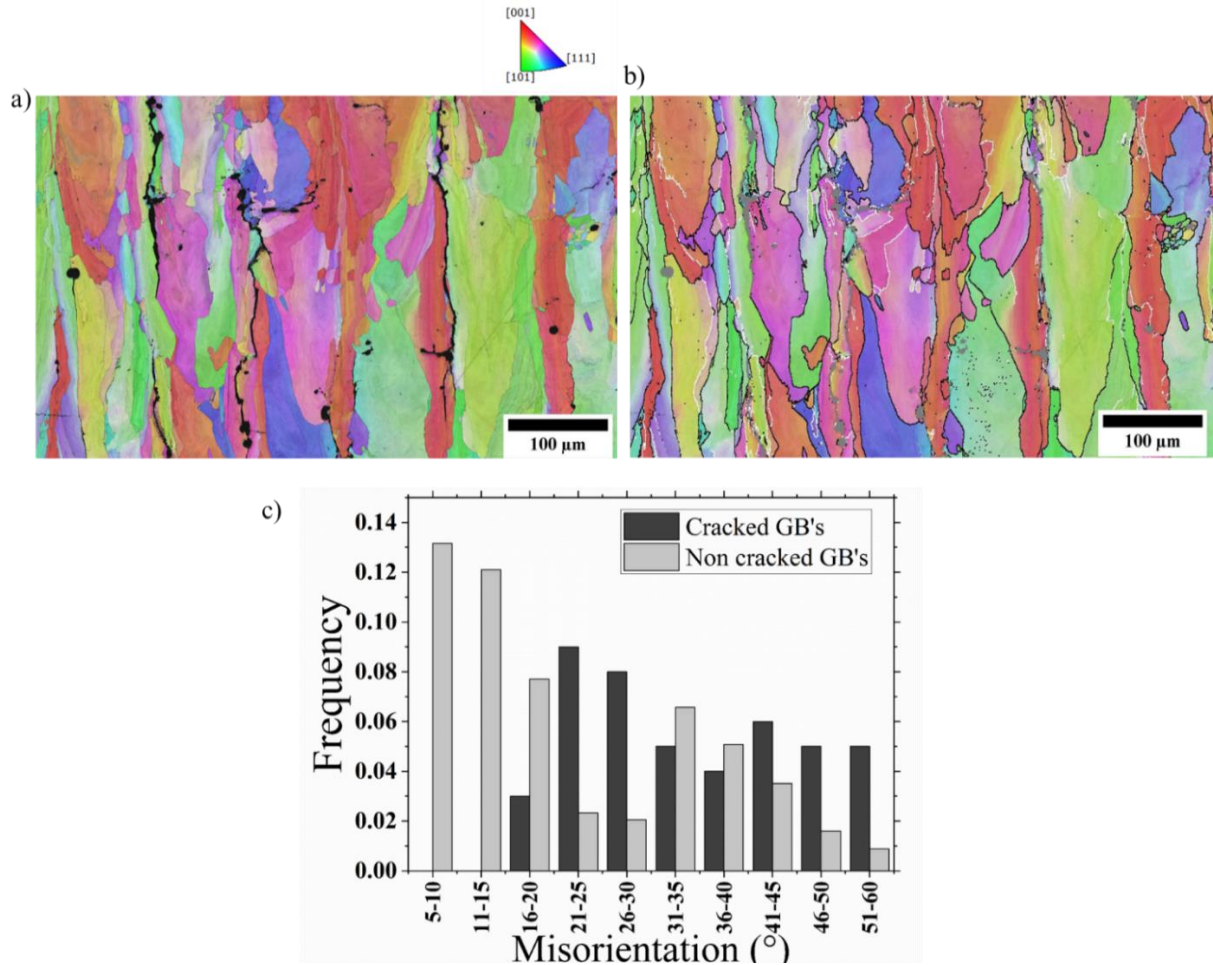 [001]
[111]
[101]
a)
b)
100 µm
100 µm
c)
Cracked GB's
Non cracked GB's
Frequency
0.14
0.12
0.10
0.08
0.06
0.04
0.02
0.00
5-10
11-15
16-20
21-25
26-30
31-35
36-40
41-45
46-50
51-60
Misorientation (°)